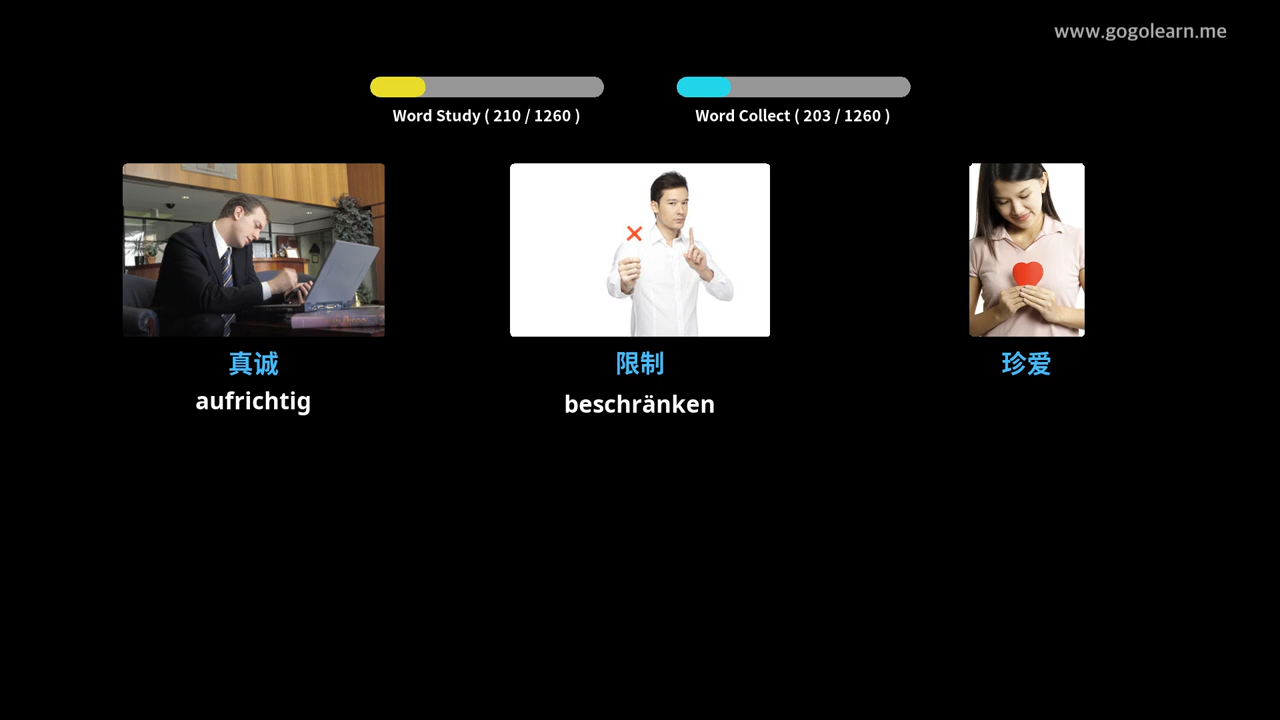 www.gogolearn.me
Word Study ( 210 / 1260 )
Word Collect ( 203 / 1260 )
真诚
限制
珍爱
aufrichtig
beschränken